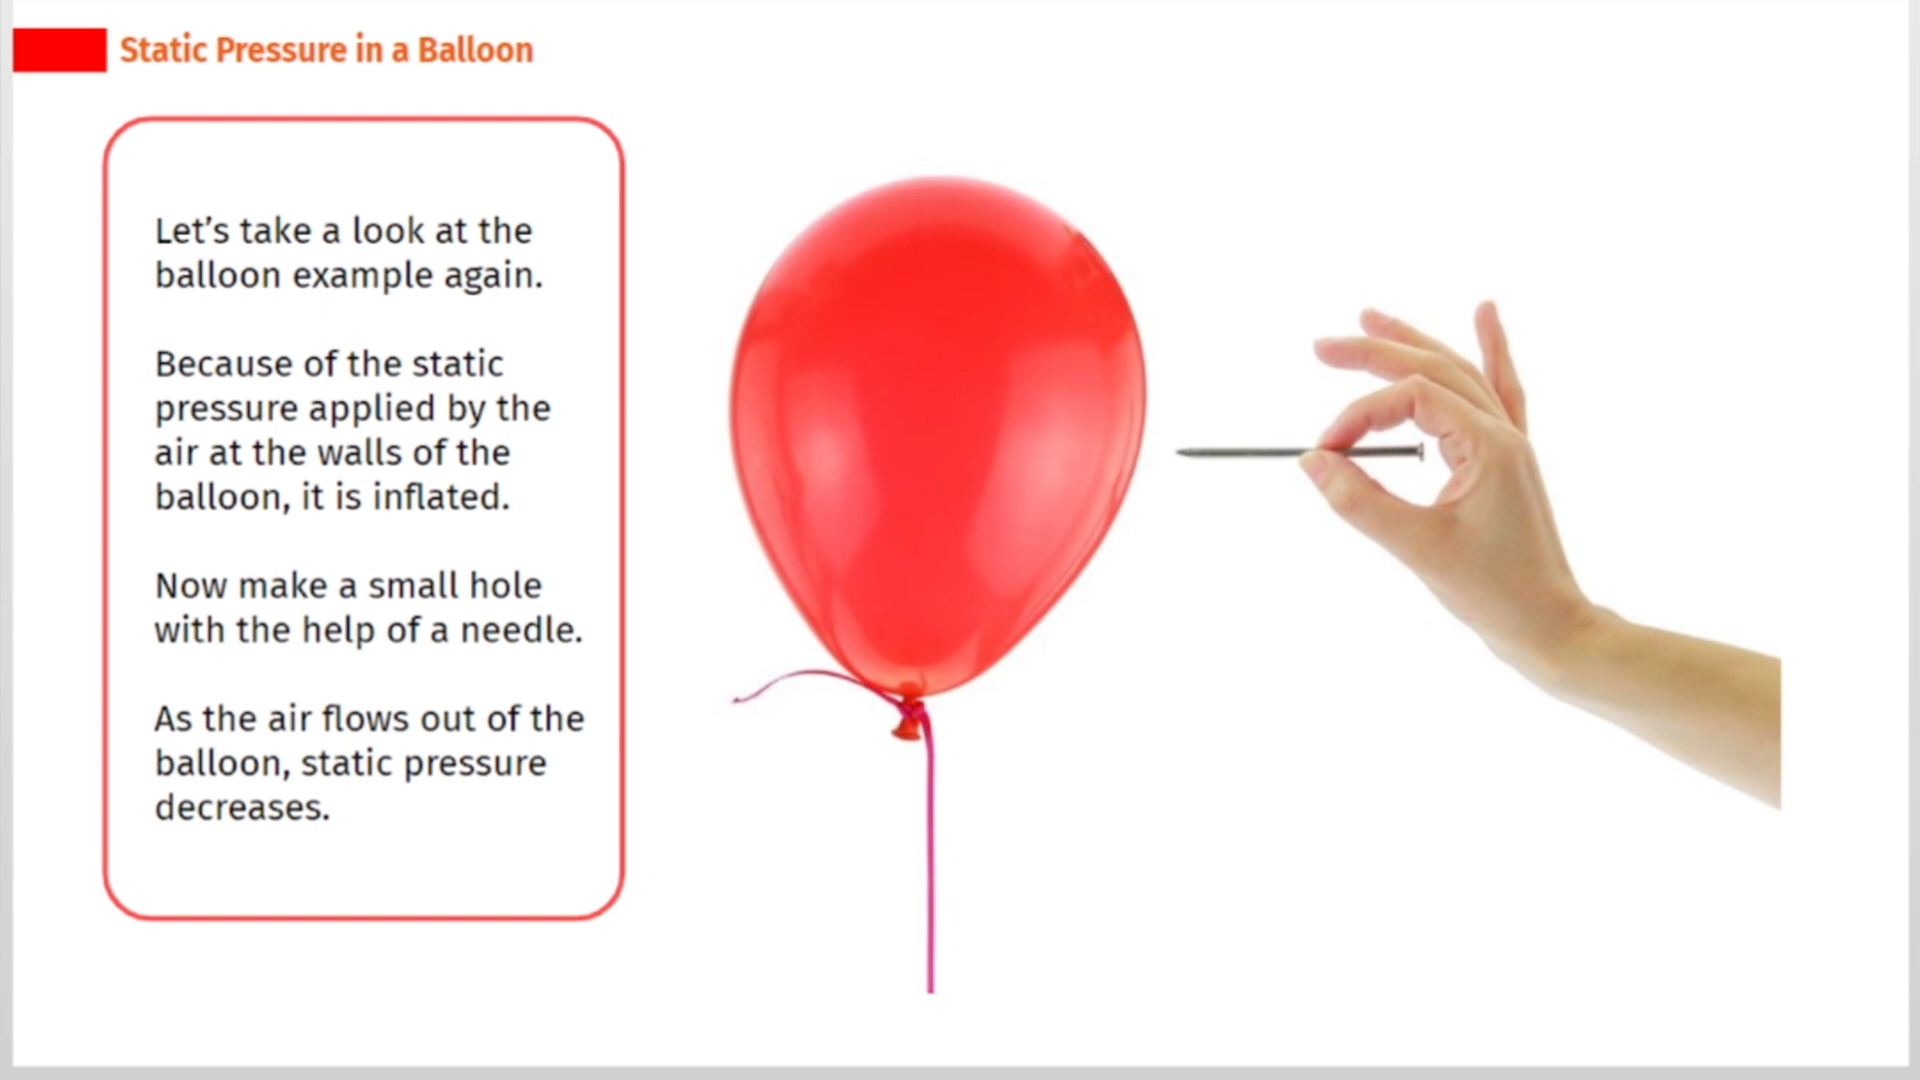 Static Pressure in a Balloon
Let’s take a look at the
balloon example again.
Because of the static
pressure applied by the
air at the walls of the
balloon, it is inflated.
Now make a small hole
with the help of a needle.
As the air flows out of the
balloon, static pressure
decreases.